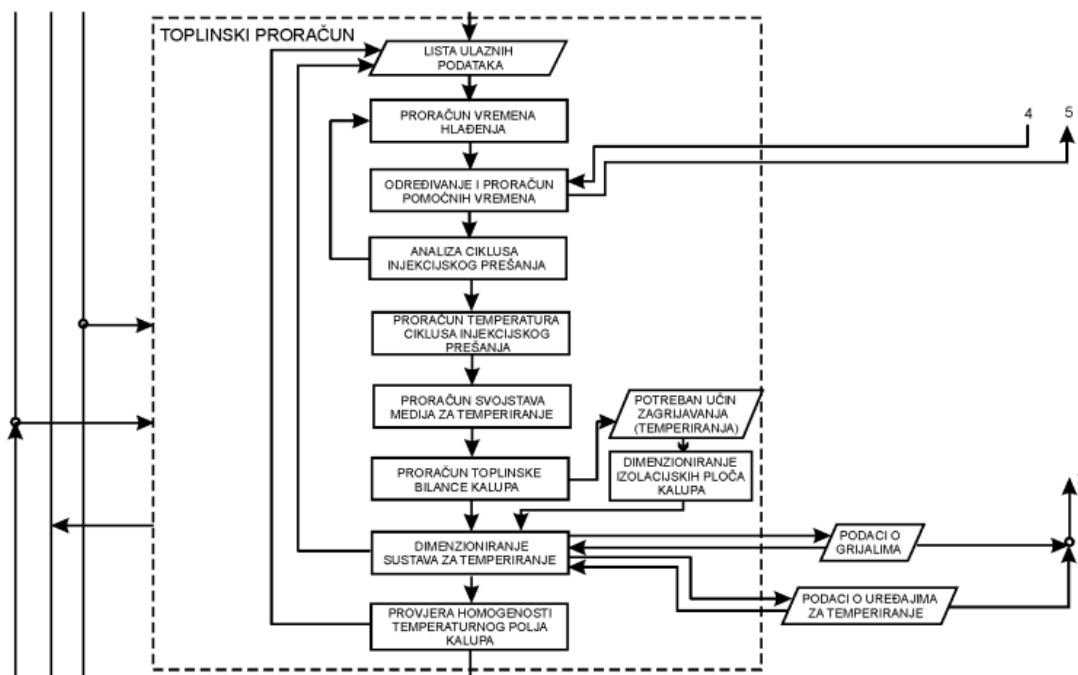 TOPLINSKI PRORAČUN
LISTA ULAZNIH
PODATAKA
PRORAČUN VREMENA
HLAĐENJA
4
5
ODREĐIVANJE I PRORAČUN
POMOĆNIH VREMENA
ANALIZA CIKLUSA
INJEKCIJSKOG PREŠANJA
PRORAČUN TEMPERATURA
CIKLUSA INJEKCIJSKOG
PREŠANJA
PRORAČUN SVOJSTAVA
MEDIJA ZA TEMPERIRANJE
POTREBAN UČIN
ZAGRIJAVANJA
(TEMPERIRANJA)
PRORAČUN TOPLINSKE
BILANCE KALUPA
DIMENZIONIRANJE
IZOLACIJSKIH PLOČA
KALUPA
DIMENZIONIRANJE
SUSTAVA ZA TEMPERIRANJE
PODACI O
GRIJALIMA
PODACI O UREĐAJIMA
ZA TEMPERIRANJE
PROVJERA HOMOGENOSTI
TEMPERATURNOG POLJA
KALUPA